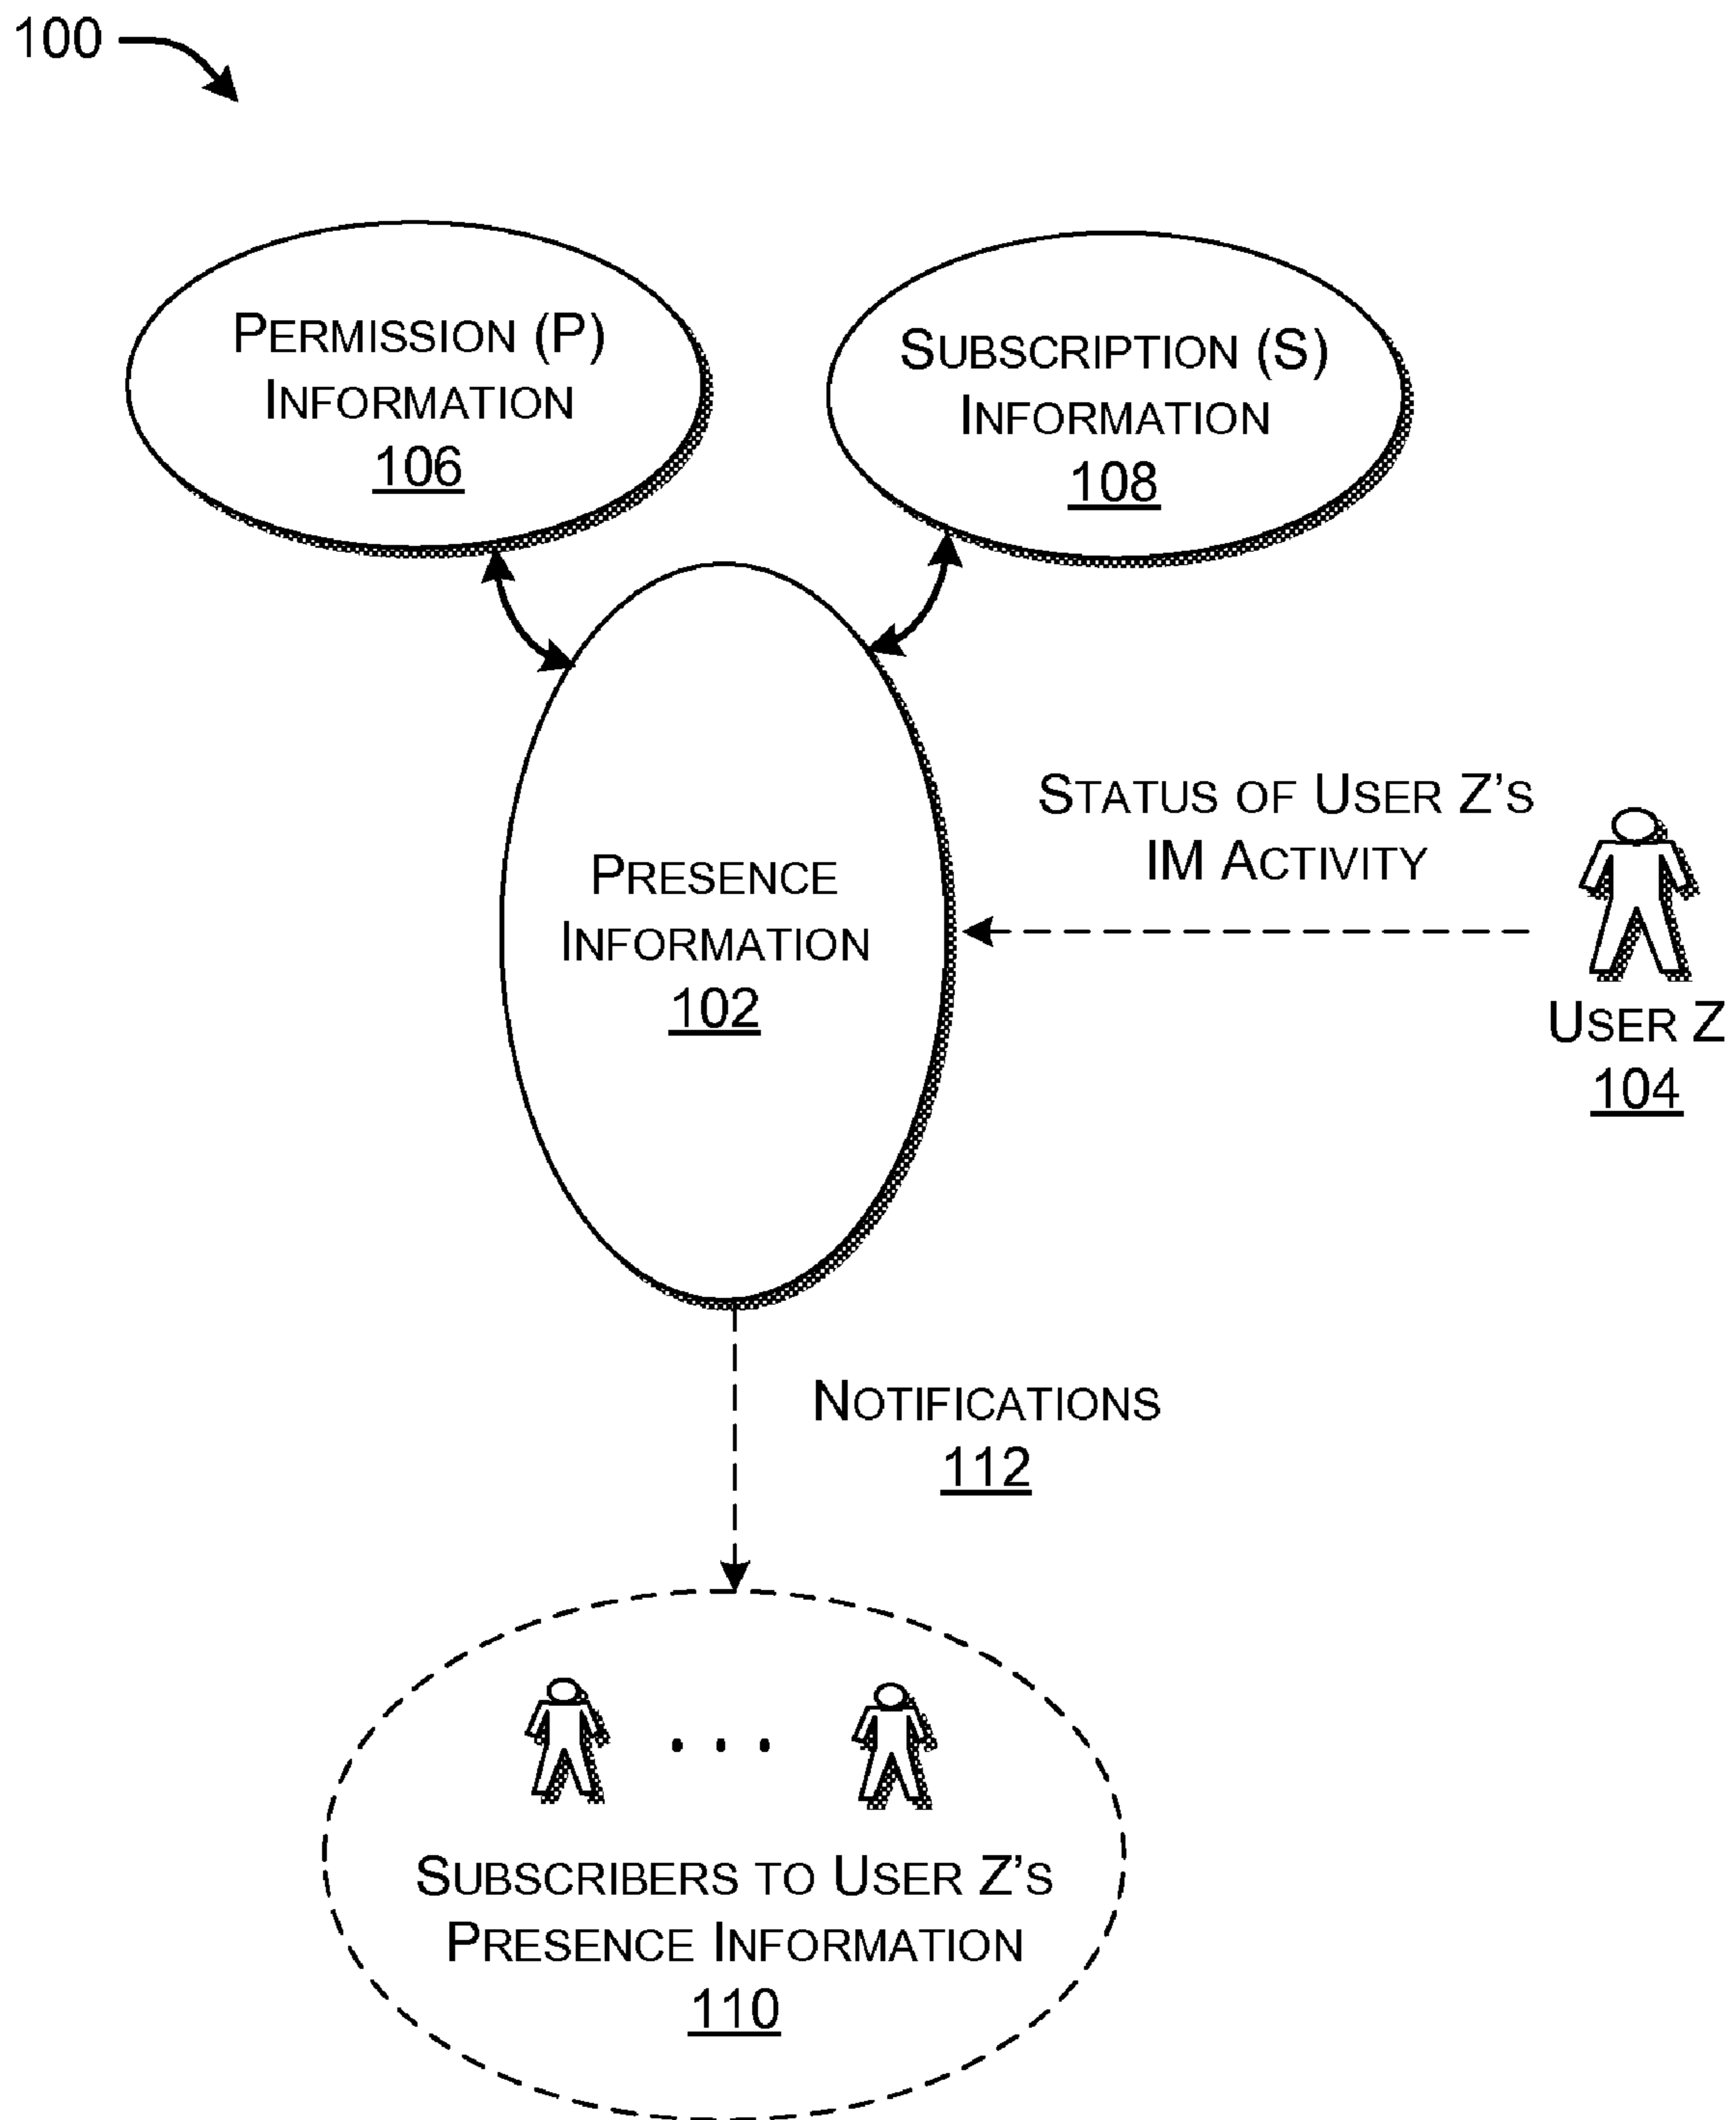 100
PERMISSION (P)
INFORMATION
106
SUBSCRIPTION (S)
INFORMATION
108
STATUS OF USER Z'S
IM ACTIVITY
PRESENCE
INFORMATION
102
USER Z
104
NOTIFICATIONS
112
SUBSCRIBERS TO USER Z'S
PRESENCE INFORMATION
110